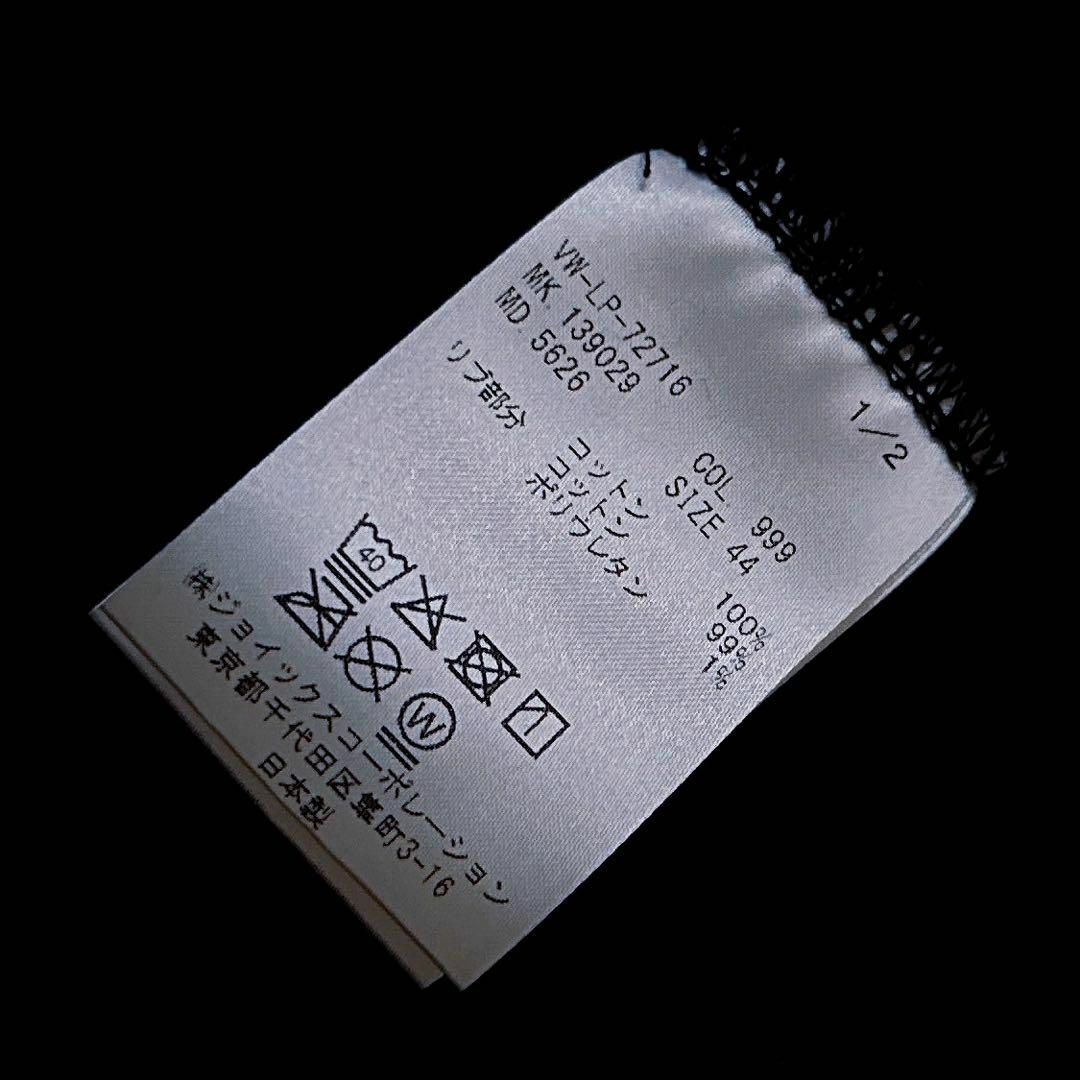 1/2
VW-LP-72716 COL 999
MK. 139029 SIZE 44
MD. 5626
コットン 100%
リブ部分 コットン 99%
ポリウレタン 1%
40
W
㈱ジョイックスコーポレーション
東京都千代田区隼町3-16
日本製